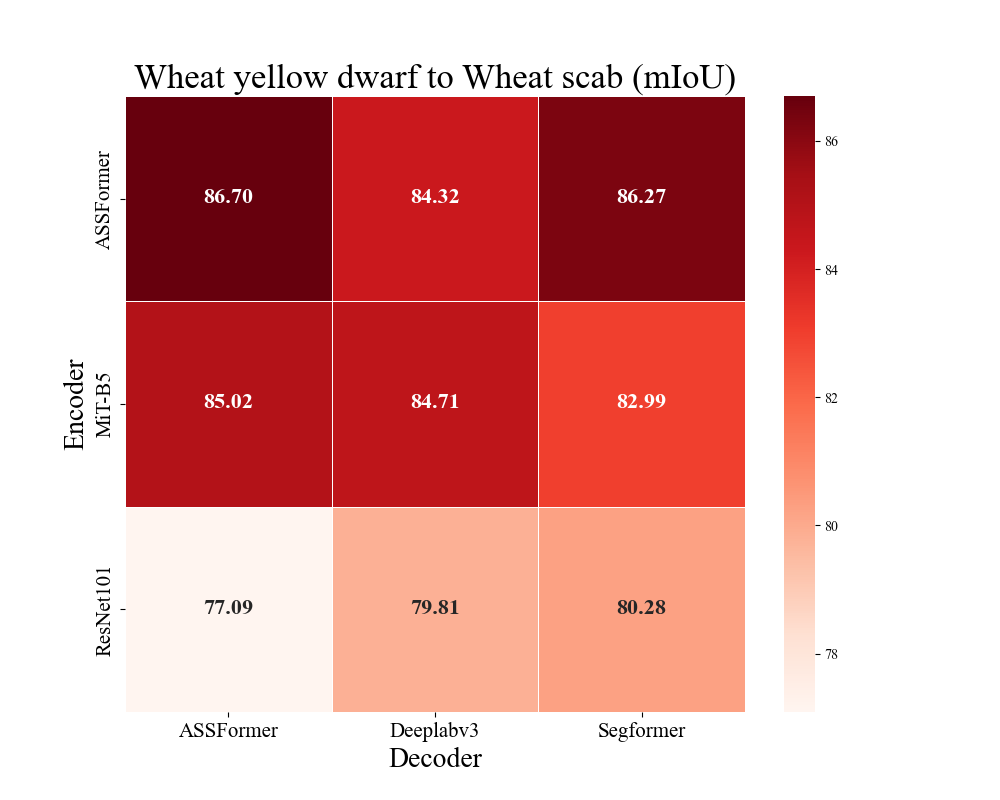 Wheat yellow dwarf to Wheat scab (mIoU)
ASSFormer
86.70
84.32
86.27
86
84
Encoder
MiT-B5
85.02
84.71
82.99
82
80
ResNet101
77.09
79.81
80.28
78
ASSFormer
Deeplabv3
Segformer
Decoder